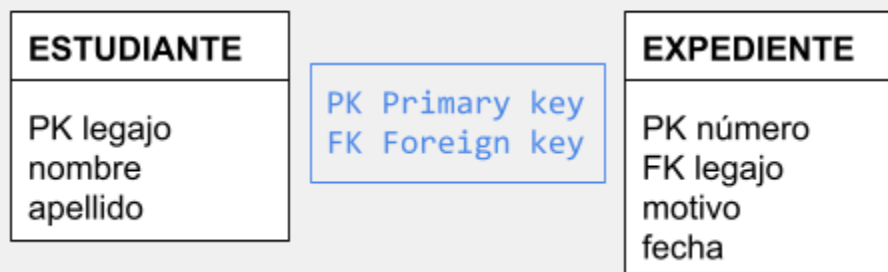 ESTUDIANTE
PK legajo
nombre
apellido
PK Primary key
FK Foreign key
EXPEDIENTE
PK número
FK legajo
motivo
fecha